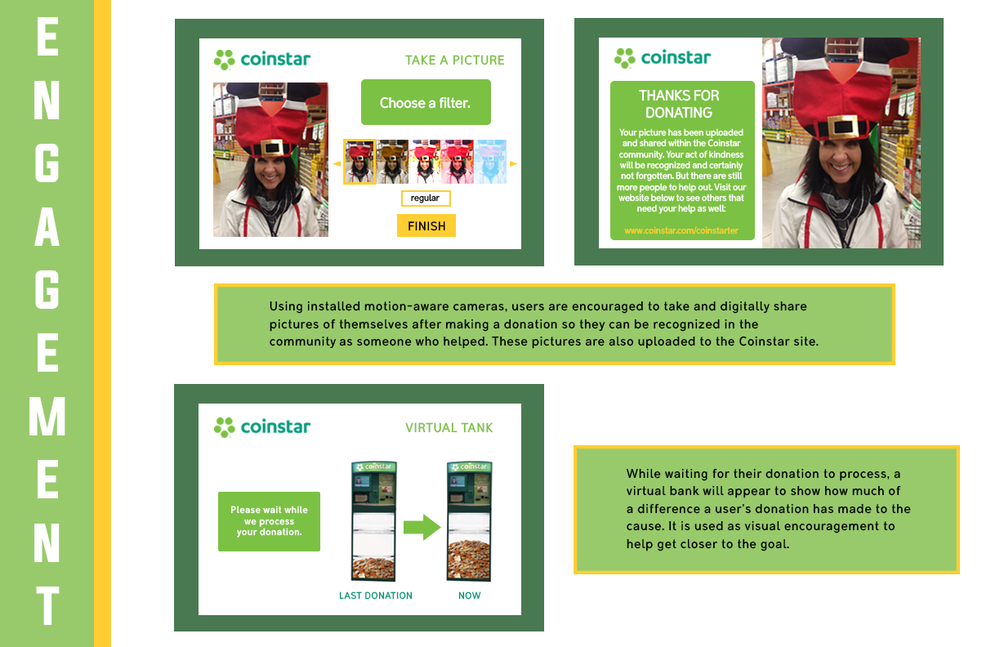 ENGAGEMENT
coinstar
TAKE A PICTURE
Choose a filter.
regular
FINISH
coinstar
THANKS FOR
DONATING
Your picture has been uploaded
and shared within the Coinstar
community. Your act of kindness
will be recognized and certainly
not forgotten. But there are still
more people to help out. Visit our
website below to see others that
need your help as well:
www.coinstar.com/coinstarter
Using installed motion-aware cameras, users are encouraged to take and digitally share
pictures of themselves after making a donation so they can be recognized in the
community as someone who helped. These pictures are also uploaded to the Coinstar site.
coinstar
VIRTUAL TANK
Please wait while
we process
your donation.
coinstar
coinstar
LAST DONATION
NOW
While waiting for their donation to process, a
virtual bank will appear to show how much of
a difference a user's donation has made to the
cause. It is used as visual encouragement to
help get closer to the goal.